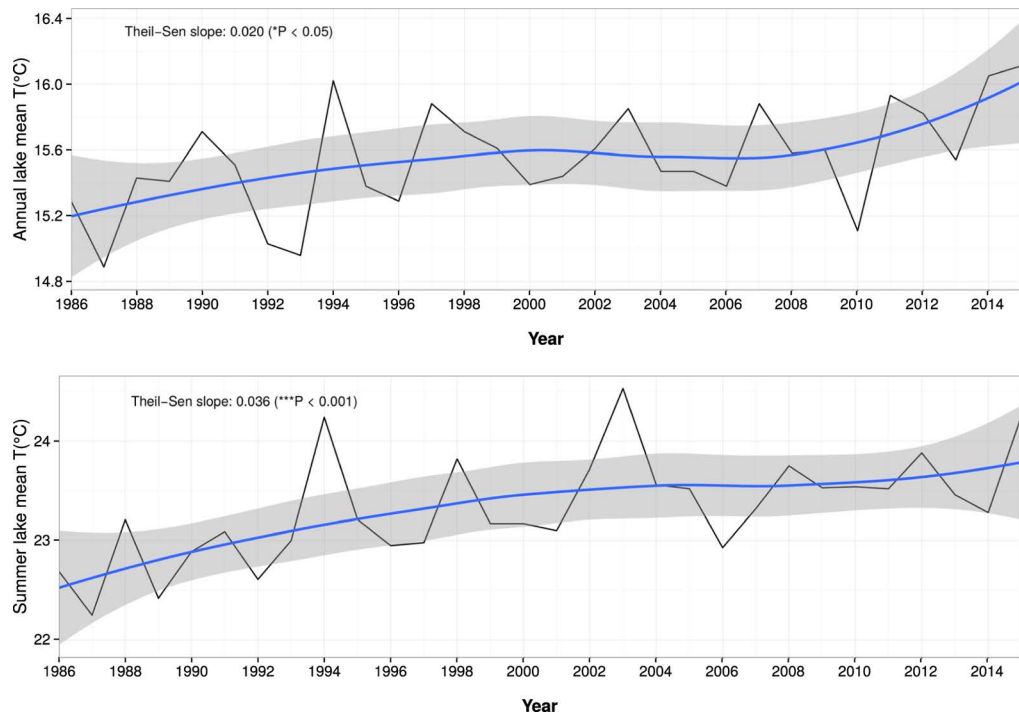 Theil−Sen slope: 0.020 (*P < 0.05)
Annual lake mean T(°C)
16.4
16.0
15.6
15.2
14.8
1986 1988 1990 1992 1994 1996 1998 2000 2002 2004 2006 2008 2010 2012 2014
Year
Theil−Sen slope: 0.036 (***P < 0.001)
Summer lake mean T(°C)
24
23
22
1986 1988 1990 1992 1994 1996 1998 2000 2002 2004 2006 2008 2010 2012 2014
Year